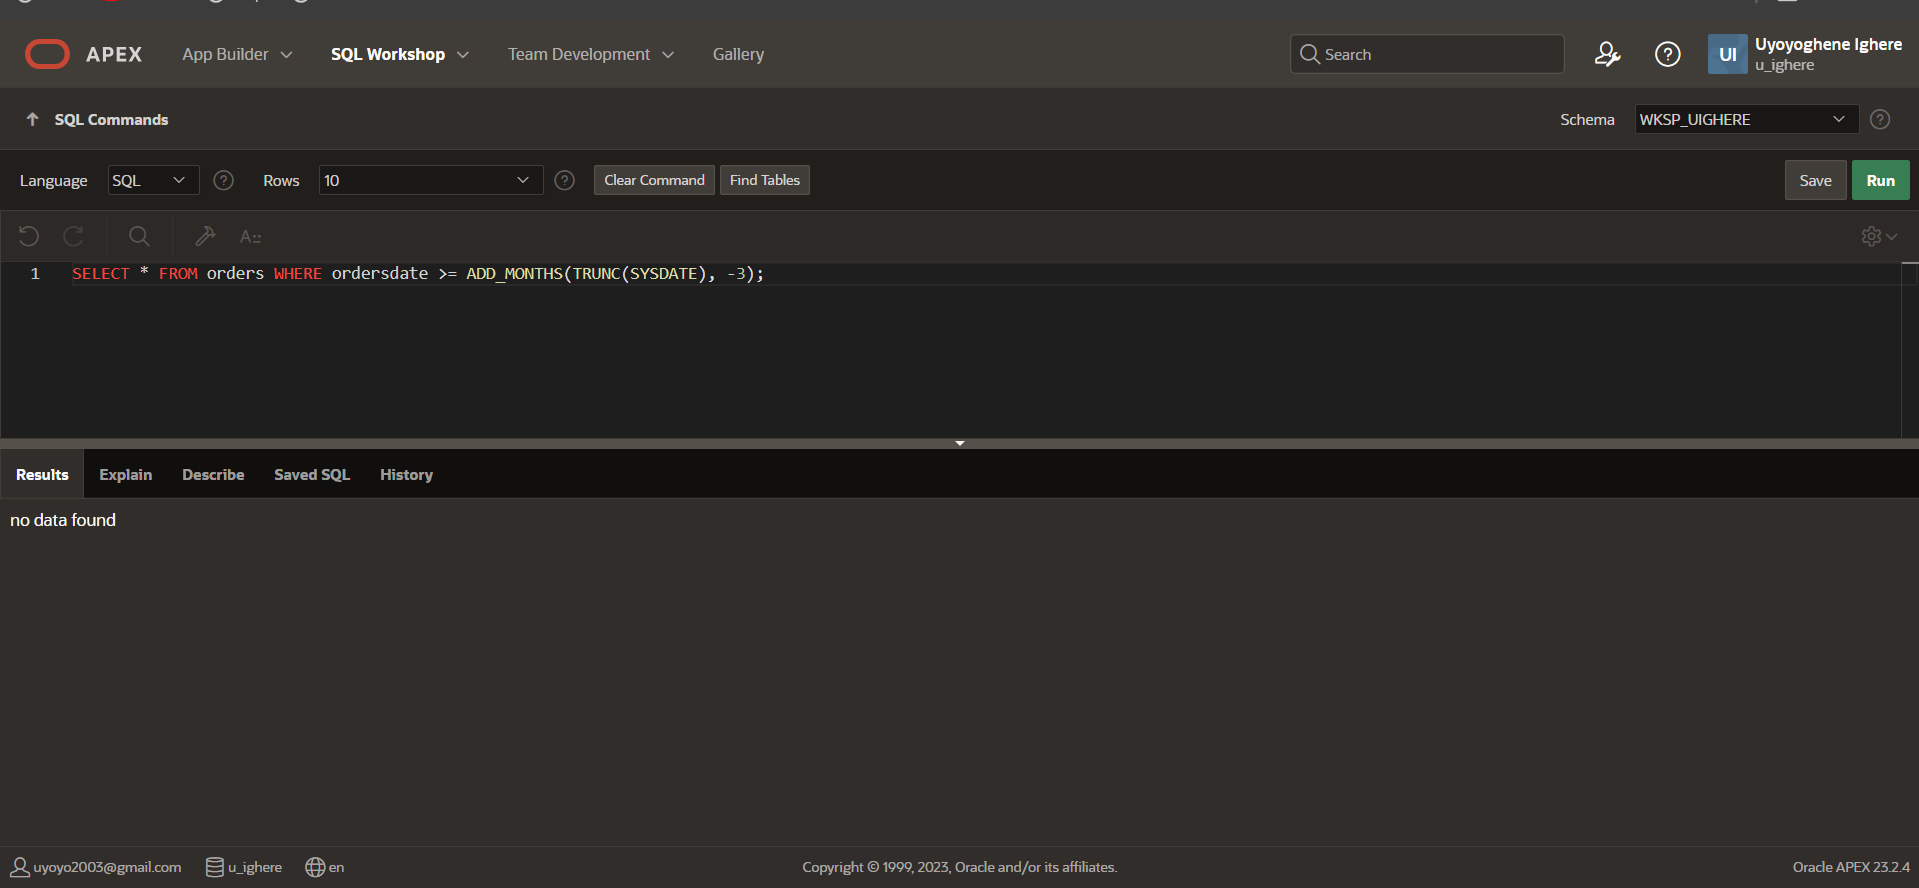 APEX App Builder SQL Workshop Team Development Gallery Search UI Uyoyoghene Ighere
u_ighere
SQL Commands Schema WKSP_UIGHERE
Language SQL Rows 10 Clear Command Find Tables Save Run
A::
1 SELECT * FROM orders WHERE ordersdate >= ADD_MONTHS(TRUNC(SYSDATE), -3);
Results Explain Describe Saved SQL History
no data found
uyoyo2003@gmail.com u_ighere en Copyright © 1999, 2023, Oracle and/or its affiliates. Oracle APEX 23.2.4